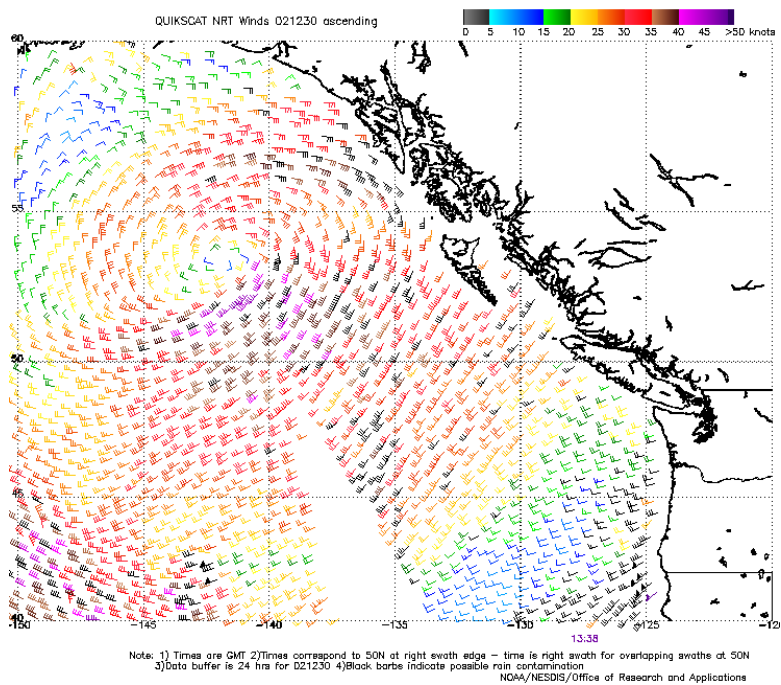 QUIKSCAT NRT Winds 021230 ascending
0 5 10 15 20 25 30 35 40 45 >50 knots
60
55
50
45
40
-150 -145 -140 -135 -130 -125 -120
13:38
Note: 1) Times are GMT 2)Times correspond to 50N at right swath edge - time is right swath for overlapping swaths at 50N
3)Data buffer is 24 hrs for 021230 4)Black barbs indicate possible rain contamination
NOAA/NESDIS/Office of Research and Applications